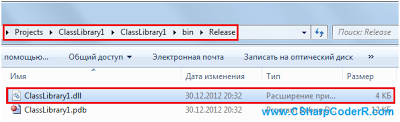 Projects ▸ ClassLibrary1 ▸ ClassLibrary1 ▸ bin ▸ Release
Поиск: Release
помощью...
Общий доступ
Электронная почта
Записать на оптический диск
»
Имя
Дата изменения
Тип
Размер
ClassLibrary1.dll
30.12.2012 20:32
Расширение при...
4 КБ
ClassLibrary1.pdb
30.12.2012 20:32
www.CSharpCoderR.com